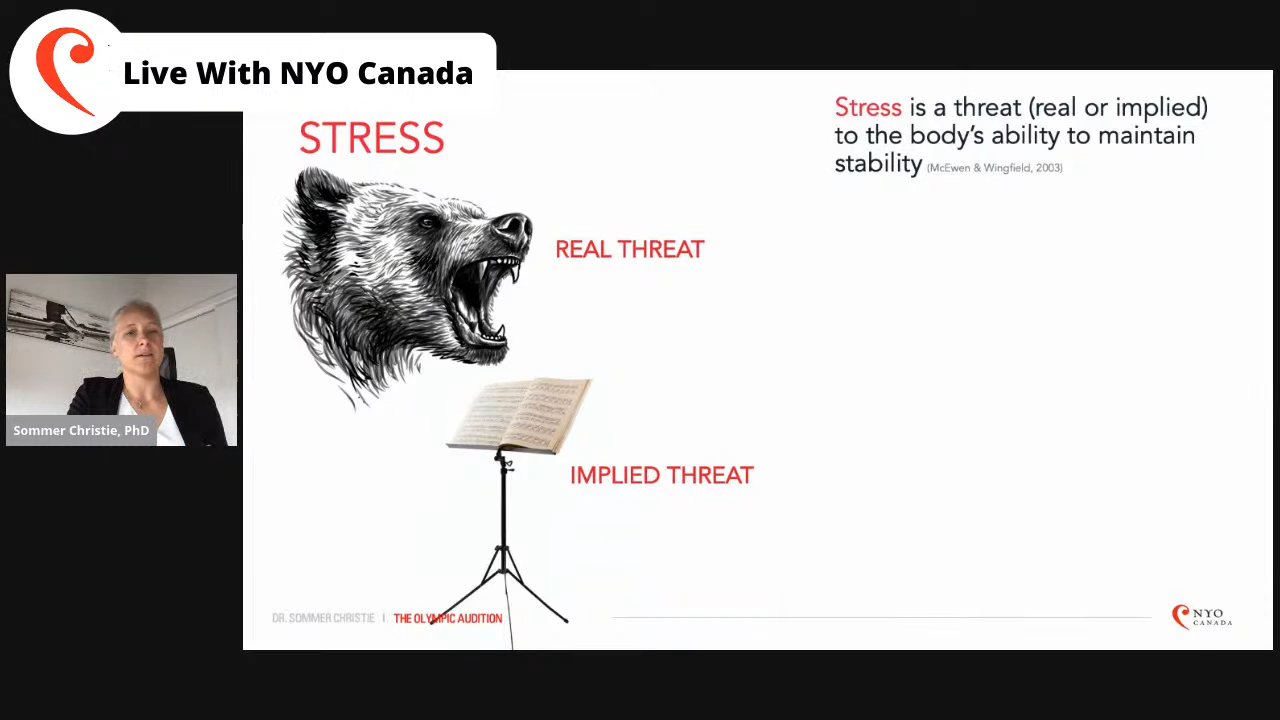 Live With NYO Canada
STRESS
Stress is a threat (real or implied)
to the body's ability to maintain
stability (McEwen & Wingfield, 2003)
REAL THREAT
IMPLIED THREAT
Sommer Christie, PhD
DR. SOMMER CHRISTIE | THE OLYMPIC AUDITION
NYO
CANADA